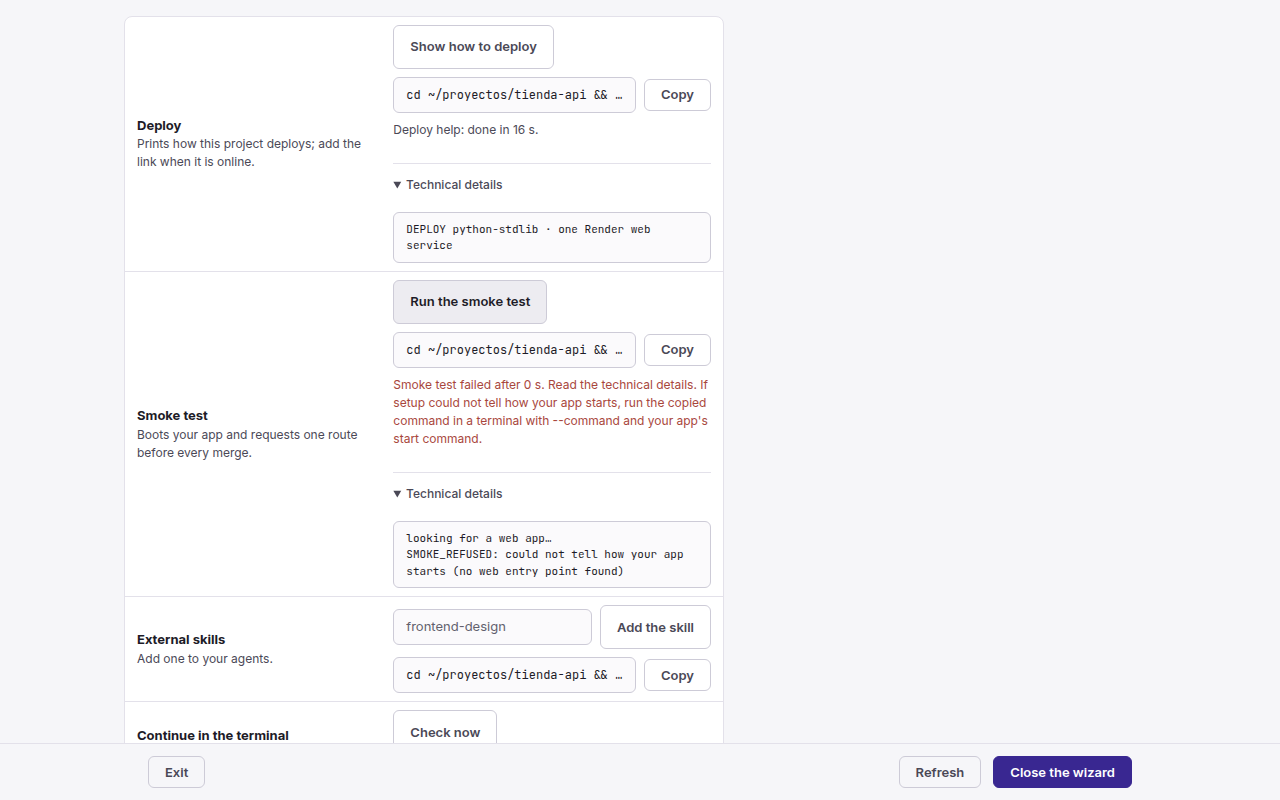 Show how to deploy
cd ~/proyectos/tienda-api && …
Copy
Deploy
Prints how this project deploys; add the
link when it is online.
Deploy help: done in 16 s.
▼ Technical details
DEPLOY python-stdlib · one Render web
service
Run the smoke test
cd ~/proyectos/tienda-api && …
Copy
Smoke test
Boots your app and requests one route
before every merge.
Smoke test failed after 0 s. Read the technical details. If
setup could not tell how your app starts, run the copied
command in a terminal with --command and your app's
start command.
▼ Technical details
looking for a web app…
SMOKE_REFUSED: could not tell how your app
starts (no web entry point found)
External skills
Add one to your agents.
frontend-design
Add the skill
cd ~/proyectos/tienda-api && …
Copy
Continue in the terminal
Check now
Exit
Refresh
Close the wizard